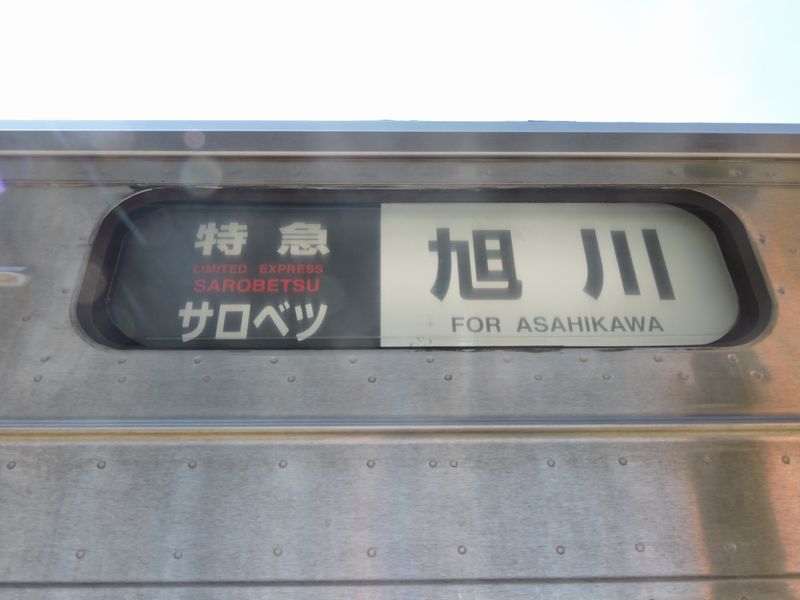 特急
LIMITED EXPRESS
SAROBETSU
サロベツ
旭川
FOR ASAHIKAWA